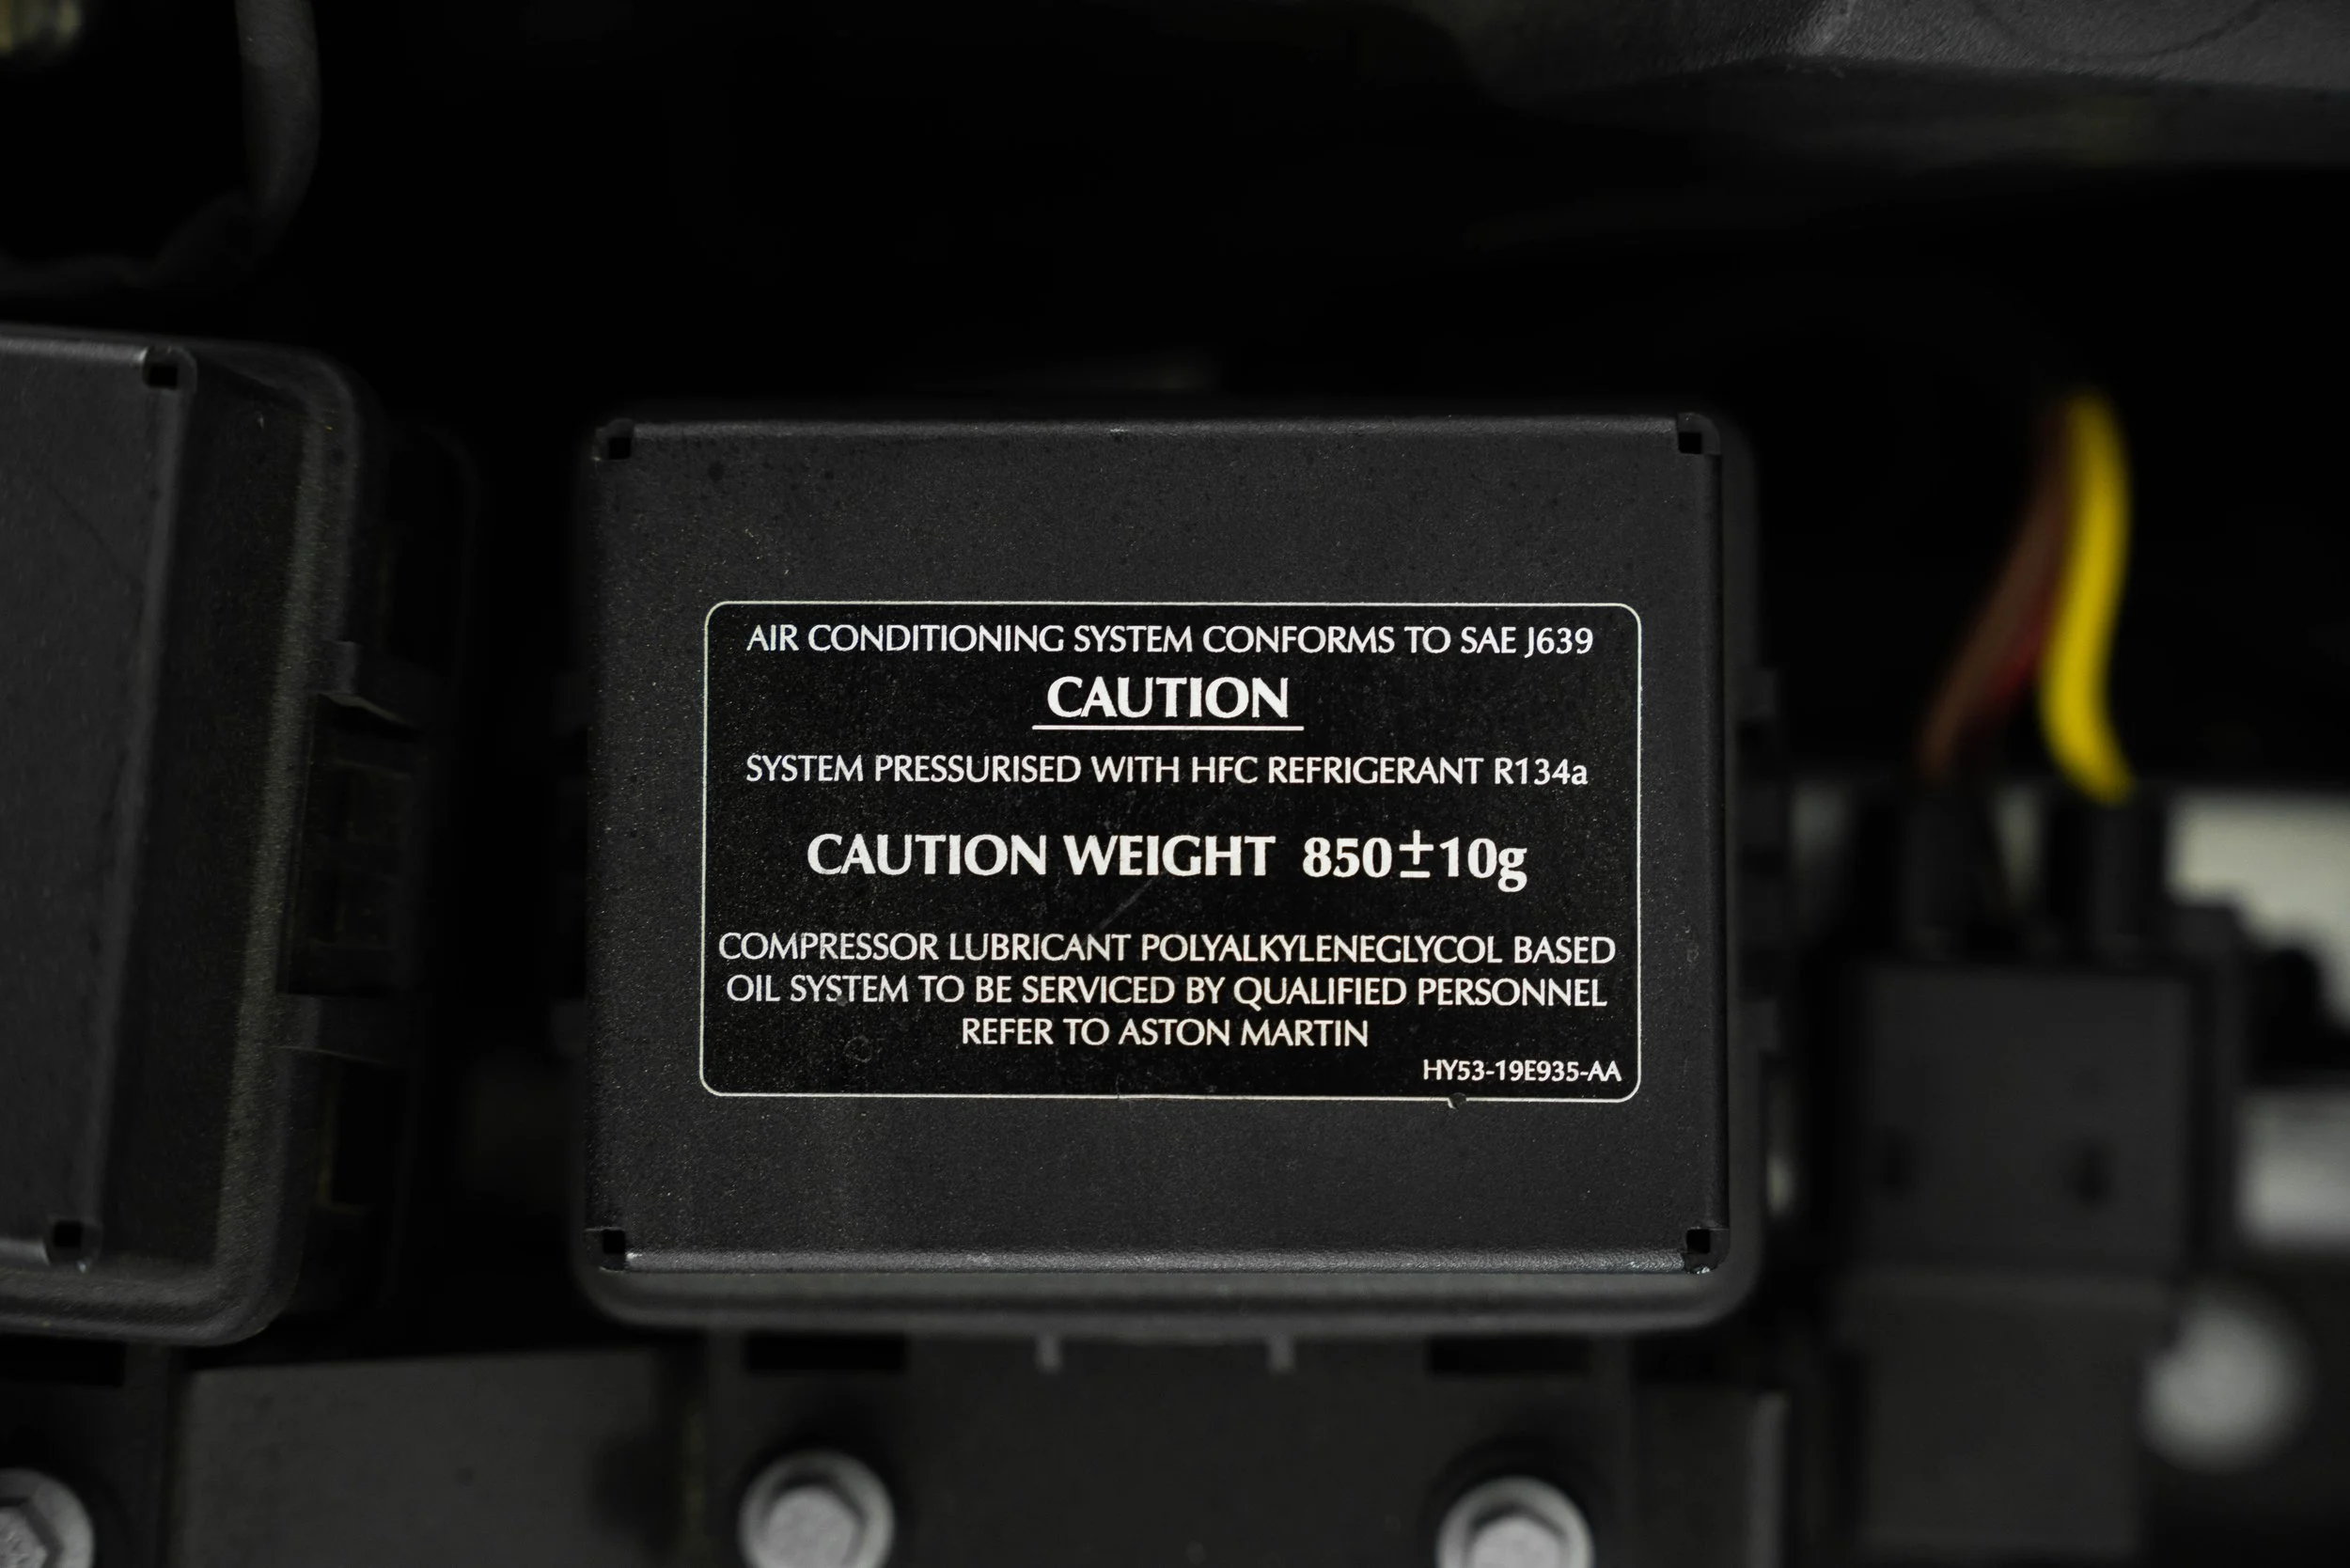 AIR CONDITIONING SYSTEM CONFORMS TO SAE J639
CAUTION
SYSTEM PRESSURISED WITH HFC REFRIGERANT R134a
CAUTION WEIGHT 850±10g
COMPRESSOR LUBRICANT POLYALKYLENEGLYCOL BASED
OIL SYSTEM TO BE SERVICED BY QUALIFIED PERSONNEL
REFER TO ASTON MARTIN
HY53-19E935-AA